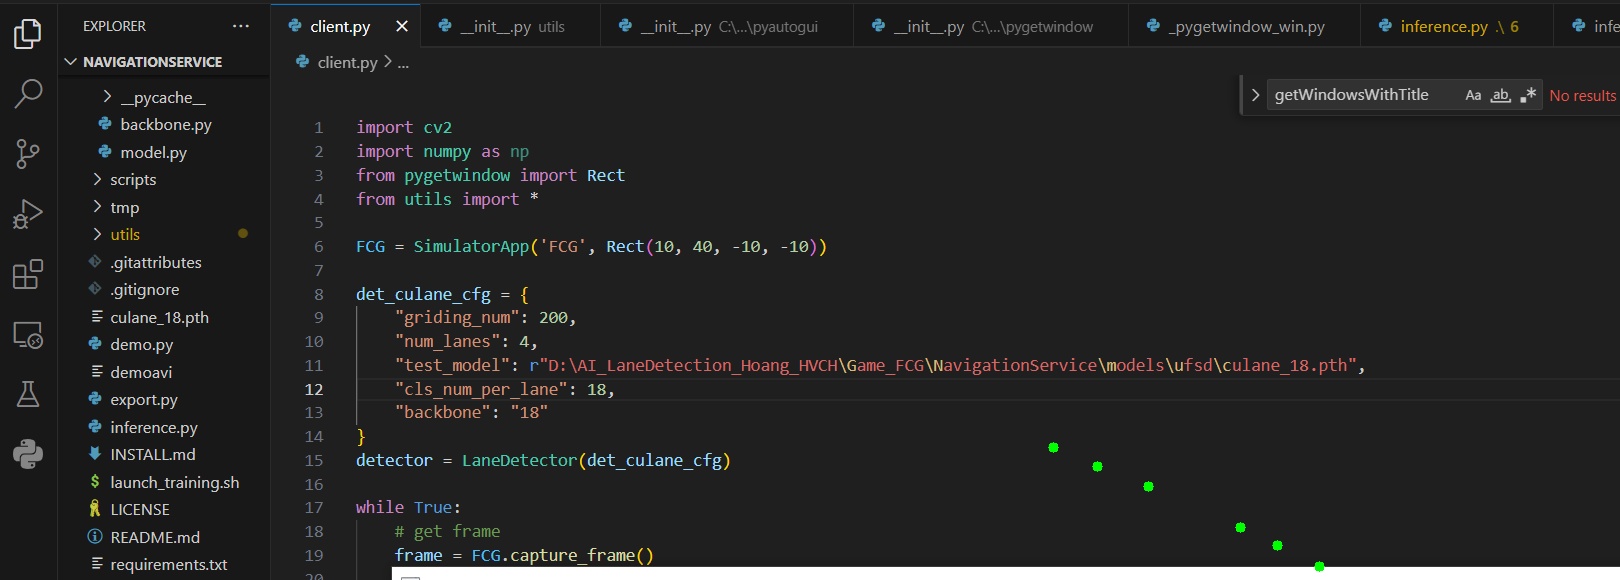 EXPLORER ...
NAVIGATIONSERVICE
__pycache__
backbone.py
model.py
scripts
tmp
utils
.gitattributes
.gitignore
culane_18.pth
demo.py
demoavi
export.py
inference.py
INSTALL.md
$ launch_training.sh
LICENSE
README.md
requirements.txt
client.py
__init__.py utils
__init__.py C:\...\pyautogui
__init__.py C:\...\pygetwindow
_pygetwindow_win.py
inference.py .\ 6
infe
client.py > ...
getWindowsWithTitle Aa ab .* No results
1 import cv2
2 import numpy as np
3 from pygetwindow import Rect
4 from utils import *
5
6 FCG = SimulatorApp('FCG', Rect(10, 40, -10, -10))
7
8 det_culane_cfg = {
9 "griding_num": 200,
10 "num_lanes": 4,
11 "test_model": r"D:\AI_LaneDetection_Hoang_HVCH\Game_FCG\NavigationService\models\ufsd\culane_18.pth",
12 "cls_num_per_lane": 18,
13 "backbone": "18"
14 }
15 detector = LaneDetector(det_culane_cfg)
16
17 while True:
18 # get frame
19 frame = FCG.capture_frame()
20